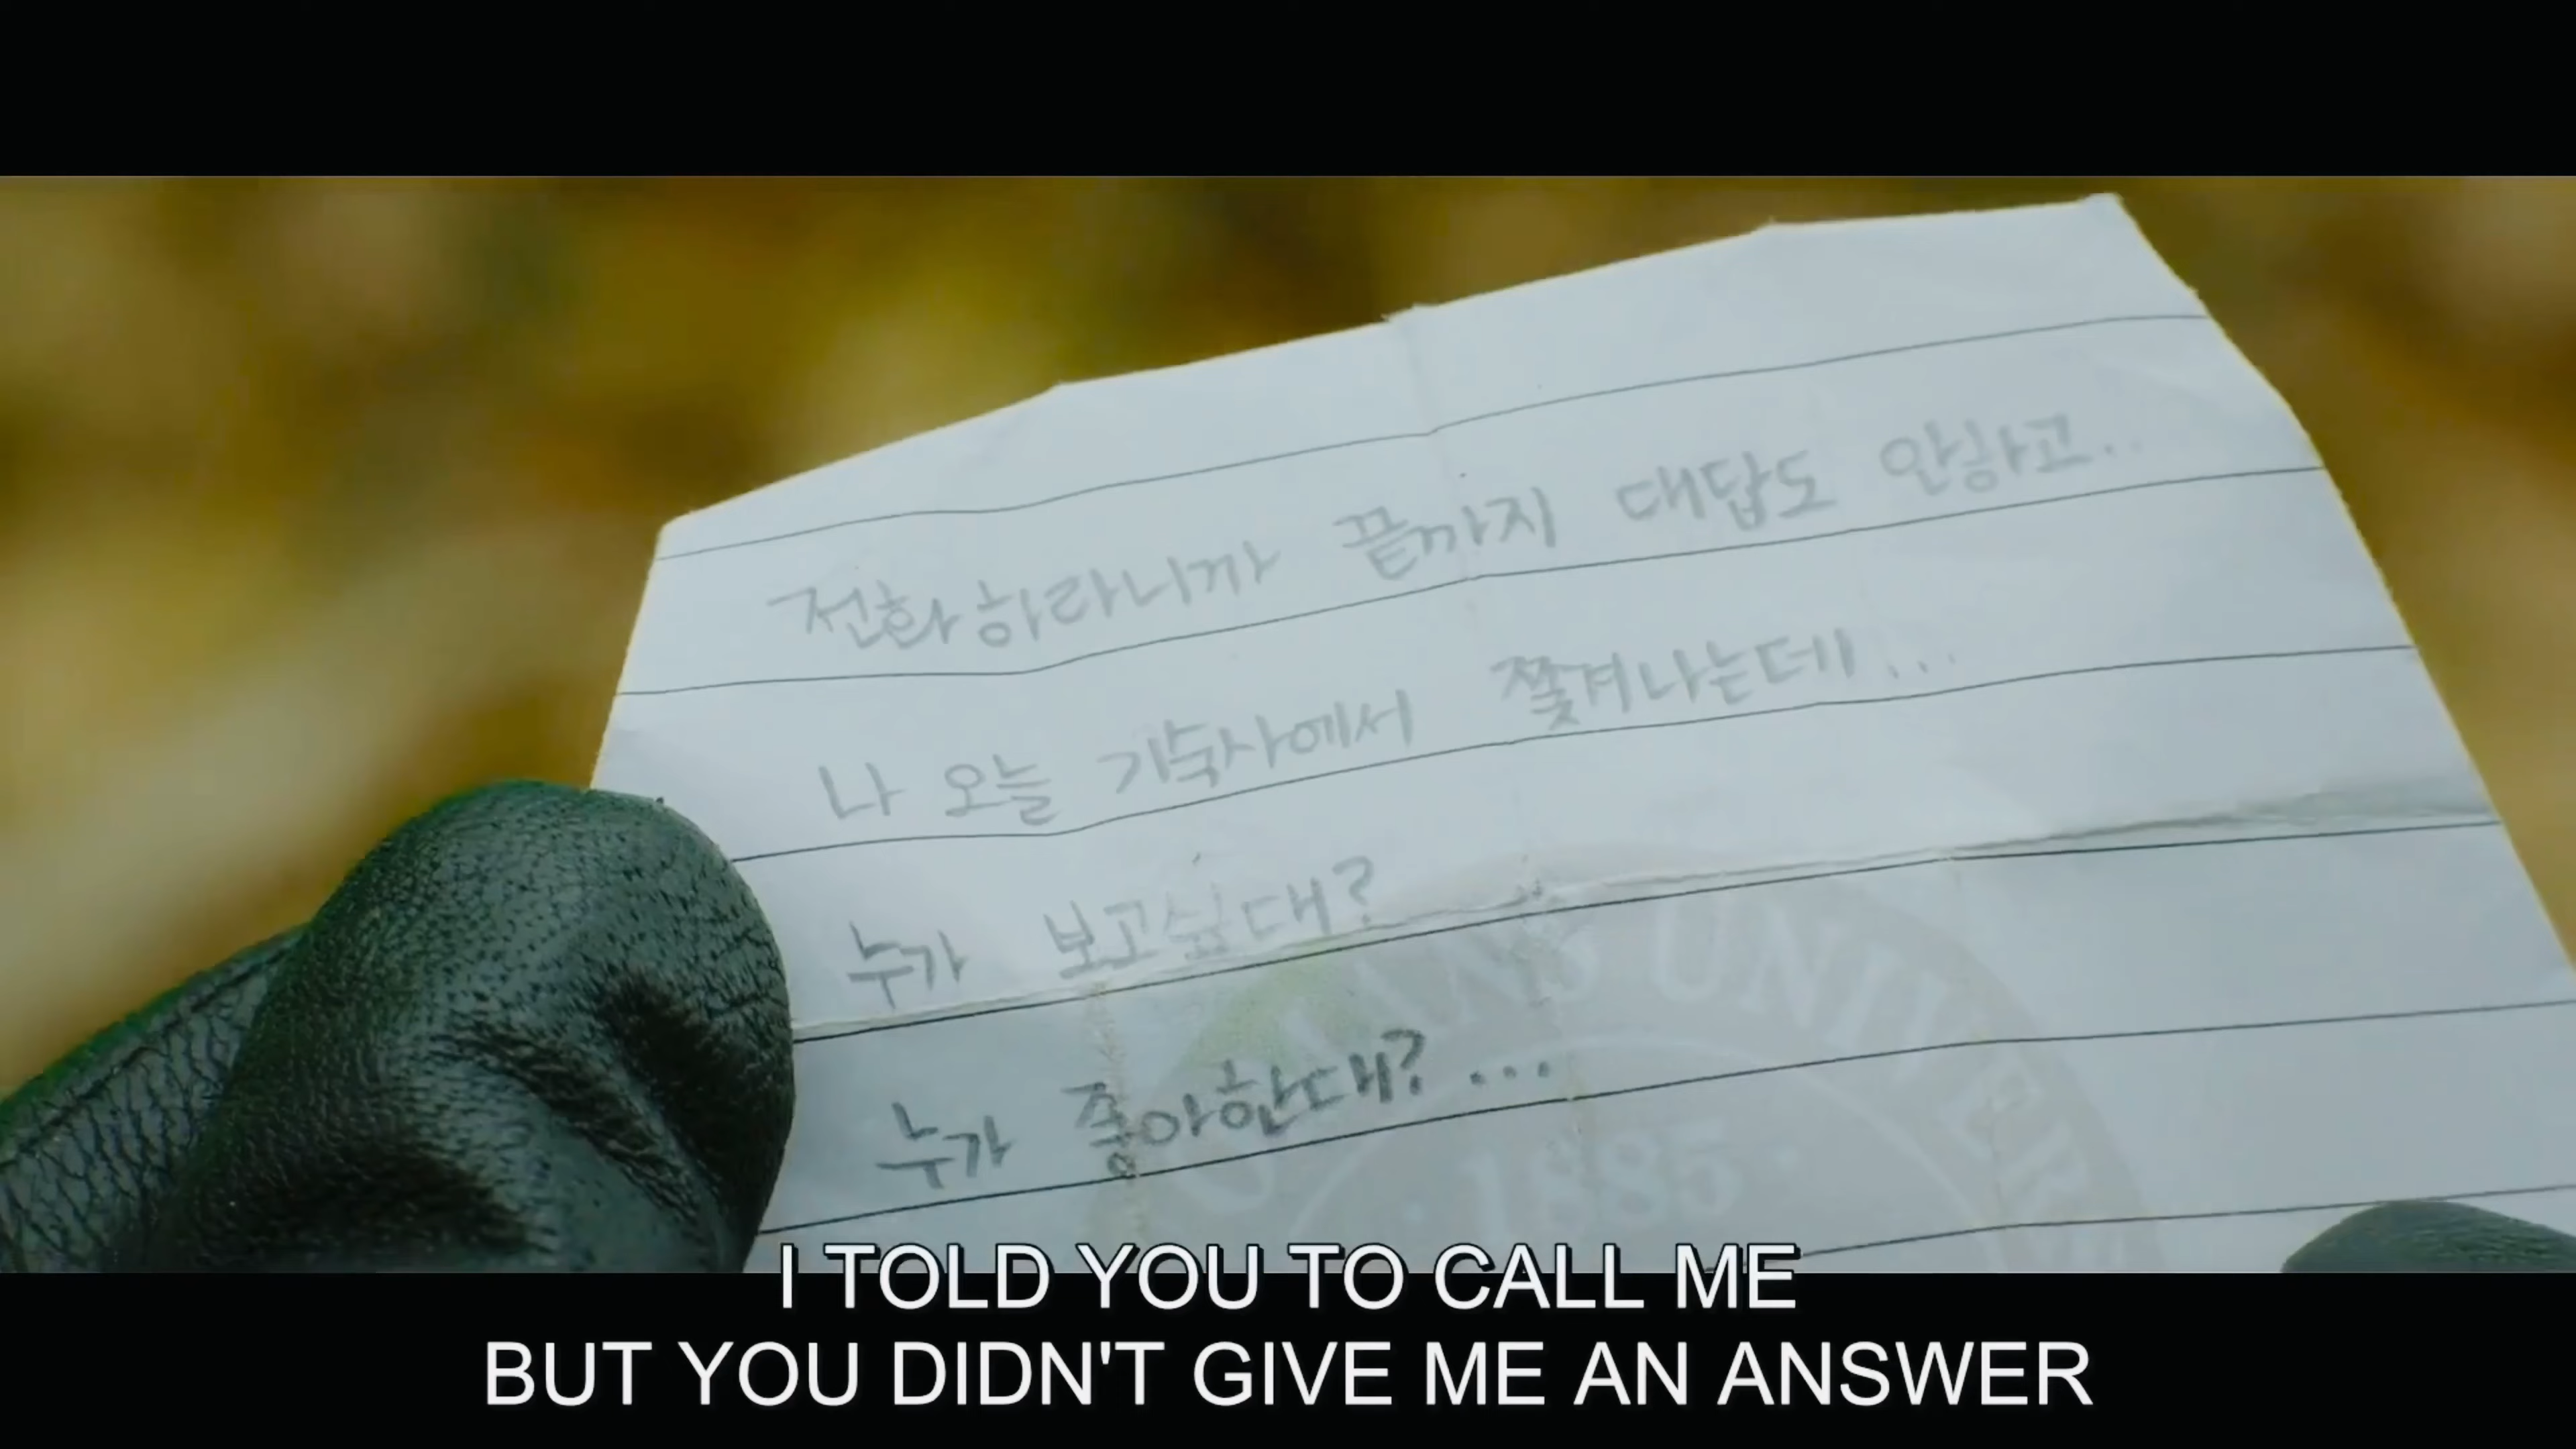 전화하라니까 끝까지 대답도 안하고..
나 오늘 기숙사에서 쫓겨나는데...
누가 보고싶대?
누가 좋아한대?...
1885
I TOLD YOU TO CALL ME
BUT YOU DIDN'T GIVE ME AN ANSWER